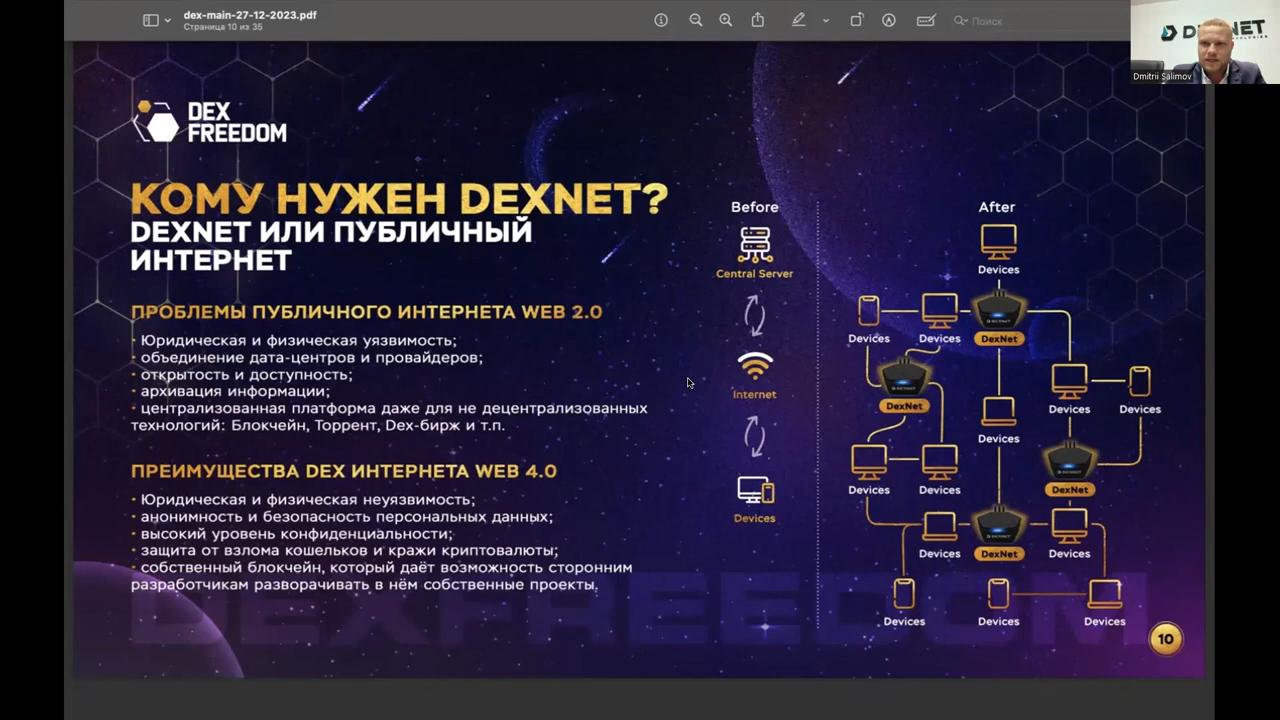 dex-main-27-12-2023.pdf
Страница 10 из 35
Поиск
Dmitrii Salimov
DEX
FREEDOM
КОМУ НУЖЕН DEXNET?
DEXNET ИЛИ ПУБЛИЧНЫЙ
ИНТЕРНЕТ
ПРОБЛЕМЫ ПУБЛИЧНОГО ИНТЕРНЕТА WEB 2.0
· Юридическая и физическая уязвимость;
· объединение дата-центров и провайдеров;
· открытость и доступность;
· архивация информации;
· централизованная платформа даже для не децентрализованных
технологий: Блокчейн, Торрент, Dex-бирж и т.п.
ПРЕИМУЩЕСТВА DEX ИНТЕРНЕТА WEB 4.0
· Юридическая и физическая неуязвимость;
· анонимность и безопасность персональных данных;
· высокий уровень конфиденциальности;
· защита от взлома кошельков и кражи криптовалюты;
· собственный блокчейн, который даёт возможность сторонним
разработчикам разворачивать в нём собственные проекты.
Before
Central Server
Internet
Devices
After
Devices
Devices
Devices
DexNet
DexNet
Devices
Devices
Devices
Devices
Devices
DexNet
Devices
DexNet
Devices
Devices
Devices
Devices
DEXFREEDOM
10